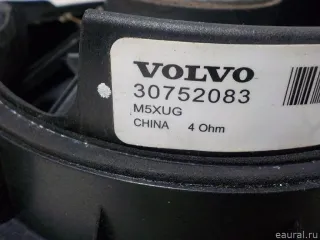 VOLVO
30752083
M5XUG
CHINA 4 Ohm
eaural.ru